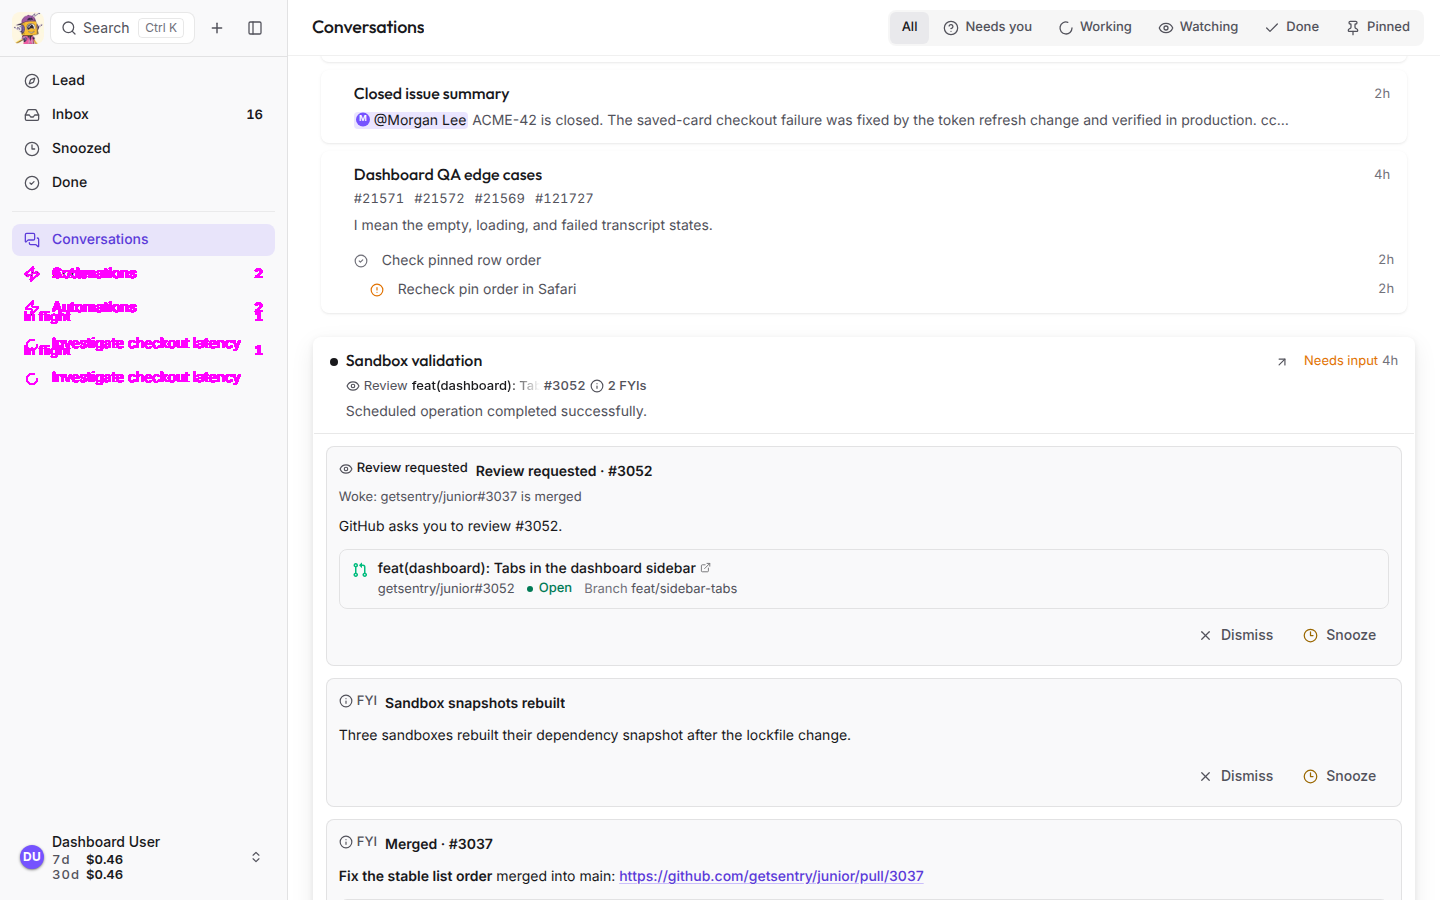 Search Ctrl K
Lead
Inbox 16
Snoozed
Done
Conversations
2
Automations 2
In flight 1
Investigate checkout latency
In flight 1
Investigate checkout latency
Dashboard User
7d $0.46
30d $0.46
DU
Conversations
All Needs you Working Watching Done Pinned
Closed issue summary 2h
M @Morgan Lee ACME-42 is closed. The saved-card checkout failure was fixed by the token refresh change and verified in production. cc...
Dashboard QA edge cases 4h
#21571 #21572 #21569 #121727
I mean the empty, loading, and failed transcript states.
Check pinned row order 2h
Recheck pin order in Safari 2h
Sandbox validation Needs input 4h
Review feat(dashboard): Tab #3052 2 FYIs
Scheduled operation completed successfully.
Review requested Review requested · #3052
Woke: getsentry/junior#3037 is merged
GitHub asks you to review #3052.
feat(dashboard): Tabs in the dashboard sidebar
getsentry/junior#3052 Open Branch feat/sidebar-tabs
Dismiss Snooze
FYI Sandbox snapshots rebuilt
Three sandboxes rebuilt their dependency snapshot after the lockfile change.
Dismiss Snooze
FYI Merged · #3037
Fix the stable list order merged into main: https://github.com/getsentry/junior/pull/3037